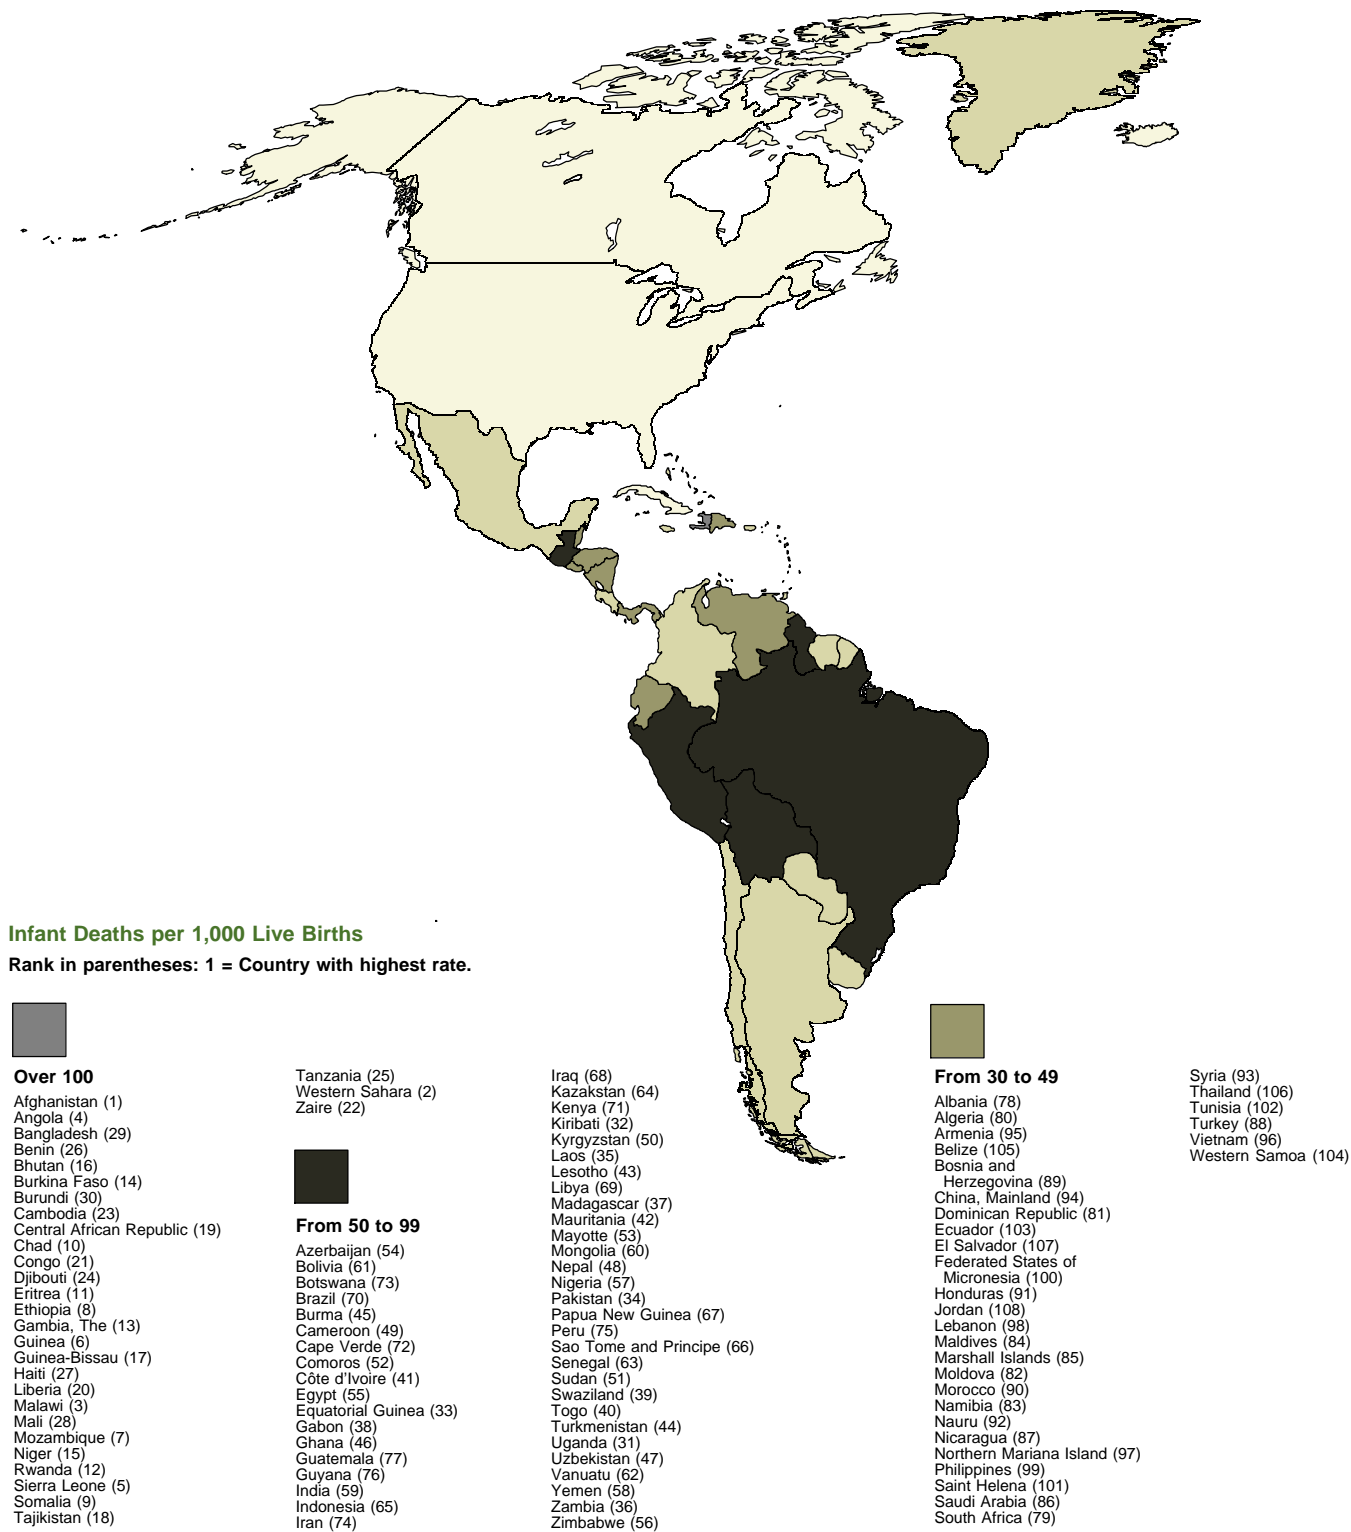 Infant Deaths per 1,000 Live Births
Rank in parentheses: 1 = Country with highest rate.
Over 100
Afghanistan (1)
Angola (4)
Bangladesh (29)
Benin (26)
Bhutan (16)
Burkina Faso (14)
Burundi (30)
Cambodia (23)
Central African Republic (19)
Chad (10)
Congo (21)
Djibouti (24)
Eritrea (11)
Ethiopia (8)
Gambia, The (13)
Guinea (6)
Guinea-Bissau (17)
Haiti (27)
Liberia (20)
Malawi (3)
Mali (28)
Mozambique (7)
Niger (15)
Rwanda (12)
Sierra Leone (5)
Somalia (9)
Tajikistan (18)
Tanzania (25)
Western Sahara (2)
Zaire (22)
From 50 to 99
Azerbaijan (54)
Bolivia (61)
Botswana (73)
Brazil (70)
Burma (45)
Cameroon (49)
Cape Verde (72)
Comoros (52)
Côte d'Ivoire (41)
Egypt (55)
Equatorial Guinea (33)
Gabon (38)
Ghana (46)
Guatemala (77)
Guyana (76)
India (59)
Indonesia (65)
Iran (74)
Iraq (68)
Kazakstan (64)
Kenya (71)
Kiribati (32)
Kyrgyzstan (50)
Laos (35)
Lesotho (43)
Libya (69)
Madagascar (37)
Mauritania (42)
Mayotte (53)
Mongolia (60)
Nepal (48)
Nigeria (57)
Pakistan (34)
Papua New Guinea (67)
Peru (75)
Sao Tome and Principe (66)
Senegal (63)
Sudan (51)
Swaziland (39)
Togo (40)
Turkmenistan (44)
Uganda (31)
Uzbekistan (47)
Vanuatu (62)
Yemen (58)
Zambia (36)
Zimbabwe (56)
From 30 to 49
Albania (78)
Algeria (80)
Armenia (95)
Belize (105)
Bosnia and
Herzegovina (89)
China, Mainland (94)
Dominican Republic (81)
Ecuador (103)
El Salvador (107)
Federated States of
Micronesia (100)
Honduras (91)
Jordan (108)
Lebanon (98)
Maldives (84)
Marshall Islands (85)
Moldova (82)
Morocco (90)
Namibia (83)
Nauru (92)
Nicaragua (87)
Northern Mariana Island (97)
Philippines (99)
Saint Helena (101)
Saudi Arabia (86)
South Africa (79)
Syria (93)
Thailand (106)
Tunisia (102)
Turkey (88)
Vietnam (96)
Western Samoa (104)